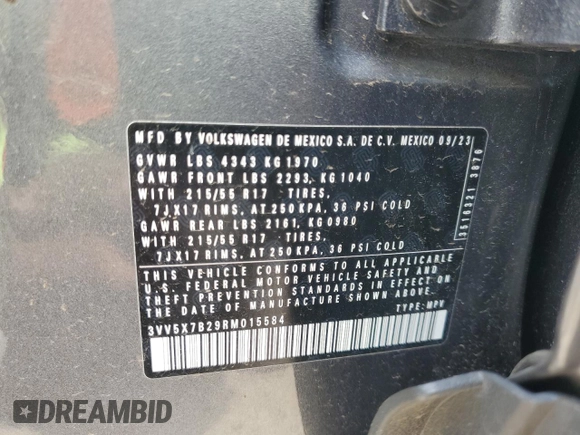 MFD BY VOLKSWAGEN DE MEXICO S.A. DE C.V. MEXICO 09/23
GVWR LBS 4343 KG 1970
GAWR FRONT LBS 2293, KG 1040
WITH 215/55 R17 TIRES,
7JX17 RIMS, AT 250 KPA, 36 PSI COLD
GAWR REAR LBS 2161, KG 0980
WITH 215/55 R17 TIRES,
7JX17 RIMS, AT 250 KPA, 36 PSI COLD
THIS VEHICLE CONFORMS TO ALL APPLICABLE
U.S. FEDERAL MOTOR VEHICLE SAFETY AND
THEFT PREVENTION STANDARDS IN EFFECT ON
THE DATE OF MANUFACTURE SHOWN ABOVE.
3VV5X7B29RM015584 TYPE: MPV
3516321 3076
DREAMBID